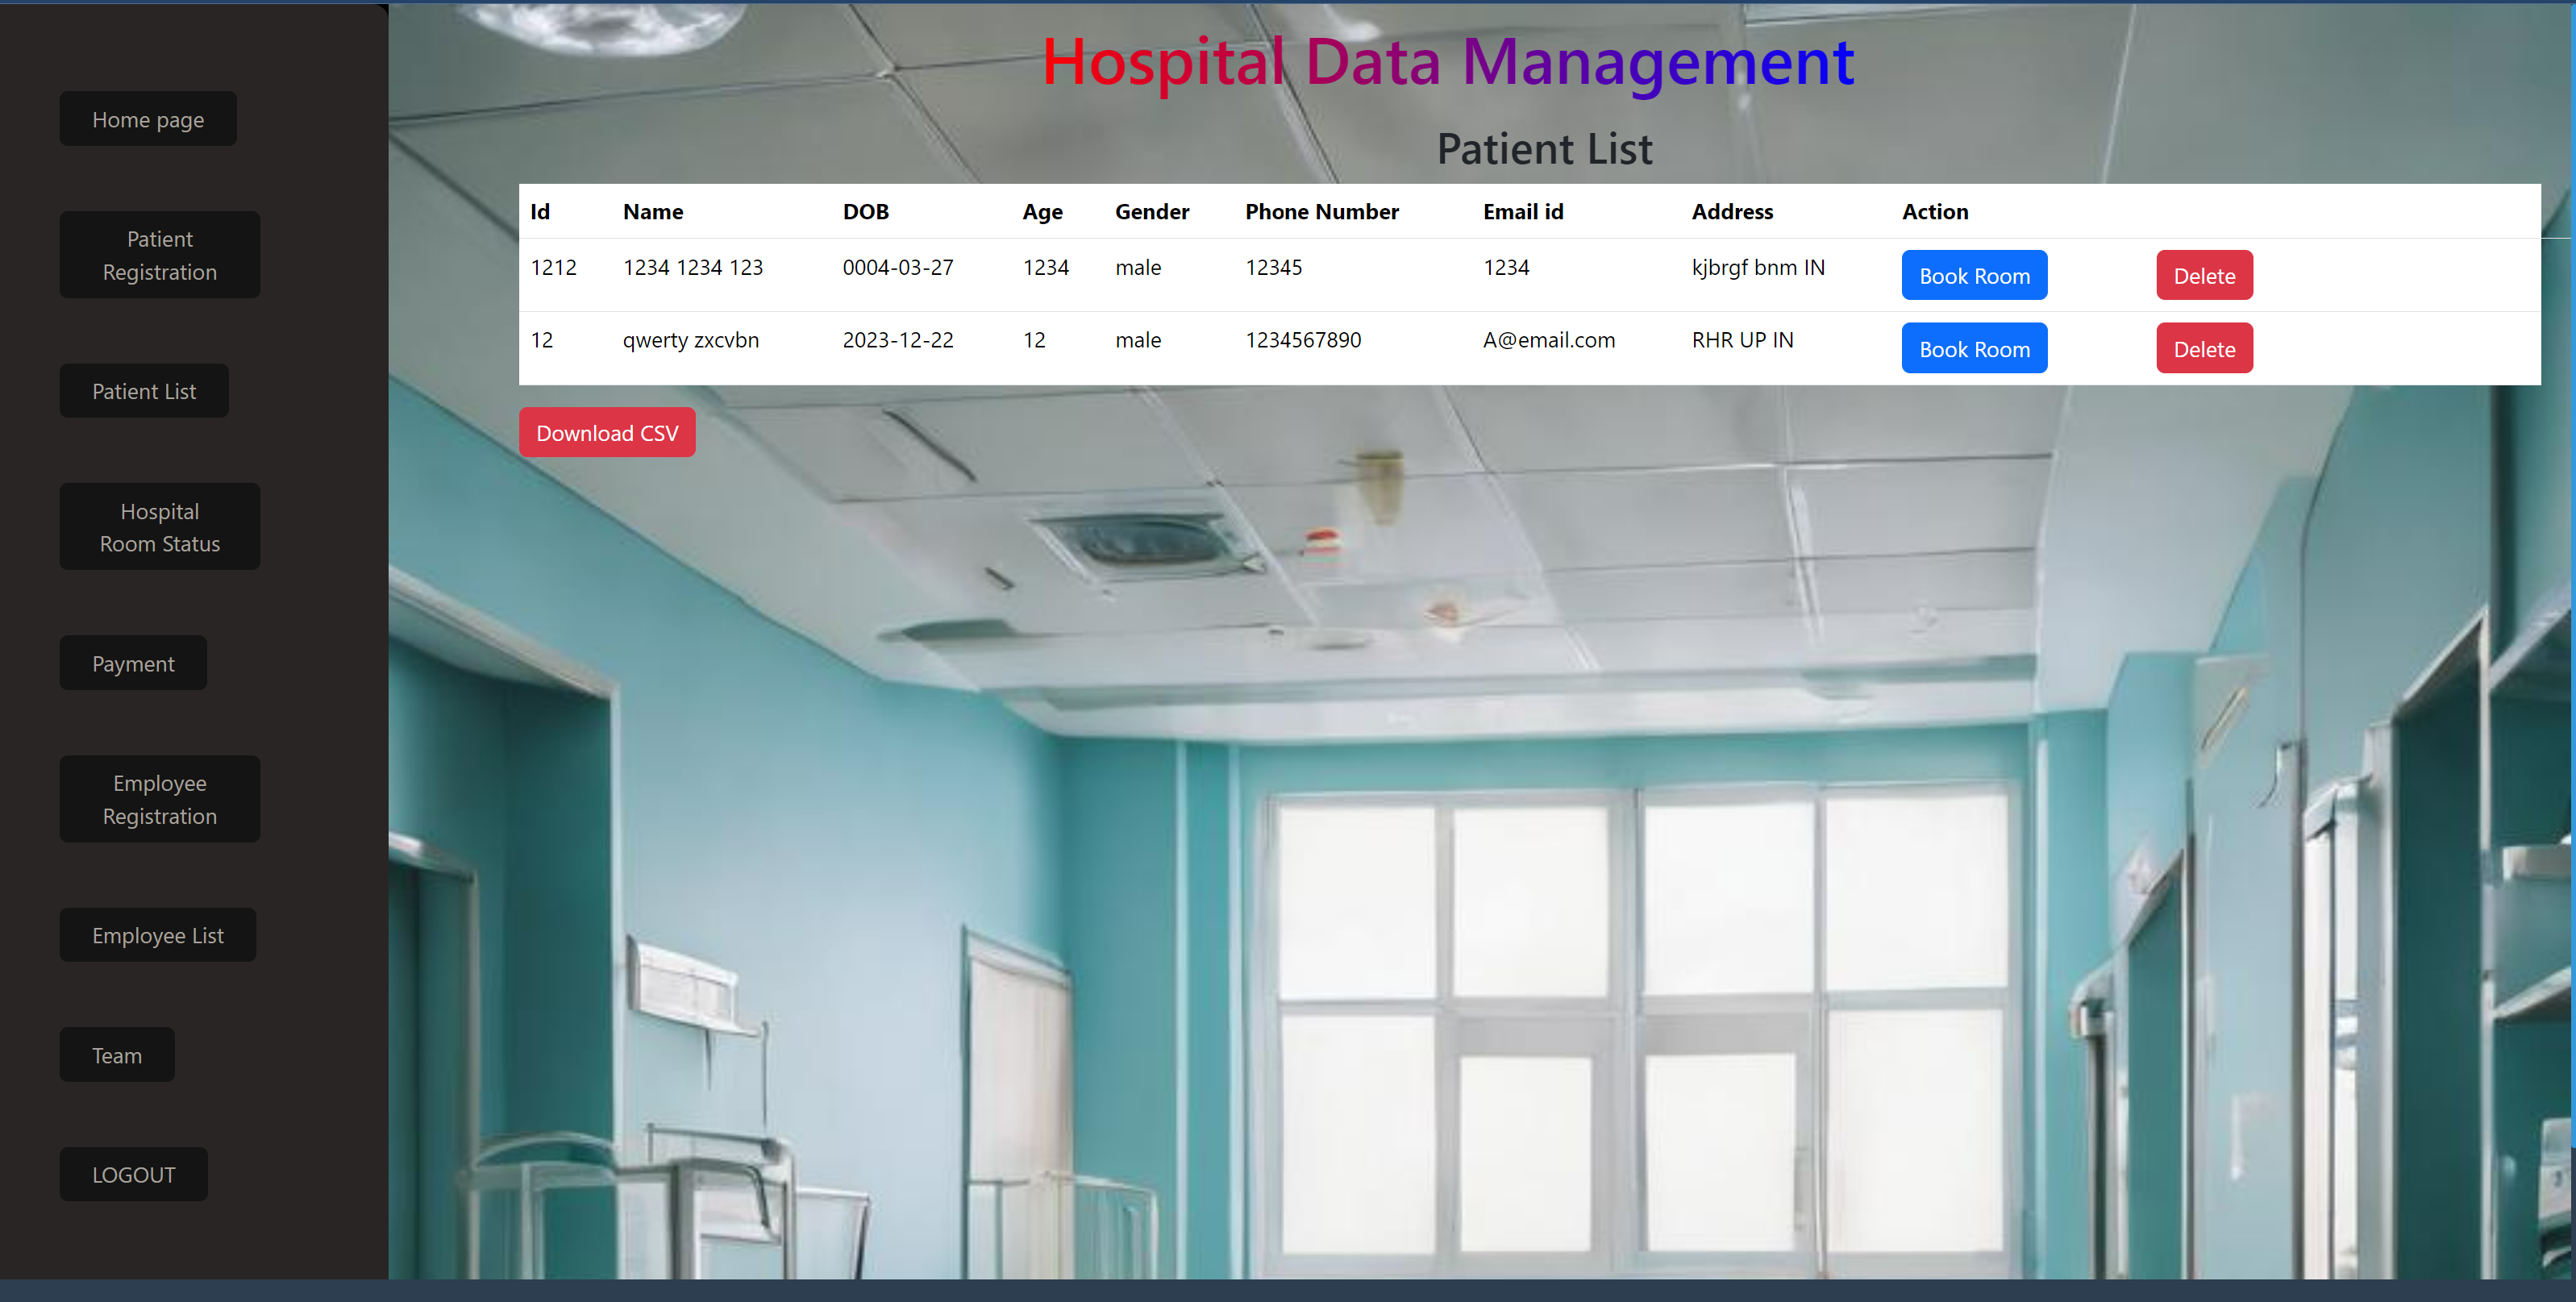 Home page
Patient
Registration
Patient List
Hospital
Room Status
Payment
Employee
Registration
Employee List
Team
LOGOUT
Hospital Data Management
Patient List
Id Name DOB Age Gender Phone Number Email id Address Action
1212 1234 1234 123 0004-03-27 1234 male 12345 1234 kjbrgf bnm IN Book Room Delete
12 qwerty zxcvbn 2023-12-22 12 male 1234567890 A@email.com RHR UP IN Book Room Delete
Download CSV